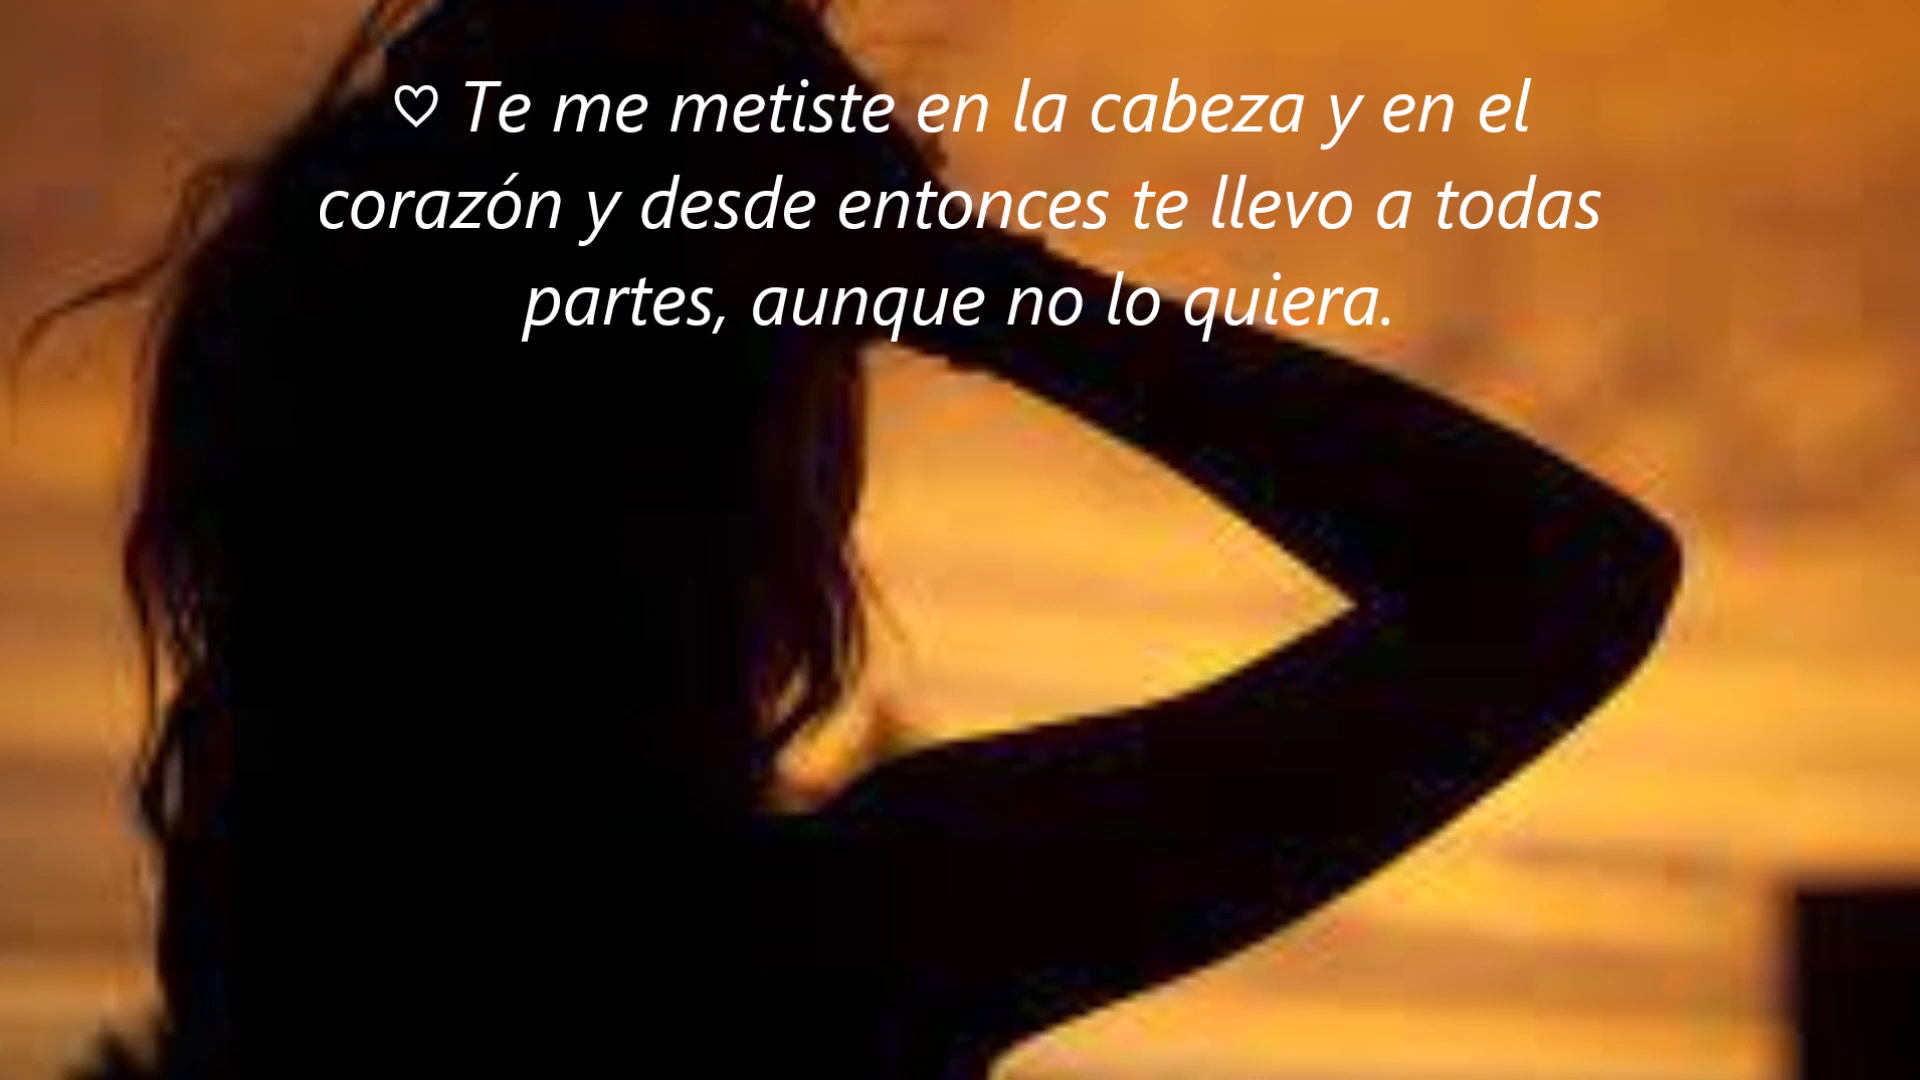 ♡ Te me metiste en la cabeza y en el
corazón y desde entonces te llevo a todas
partes, aunque no lo quiera.